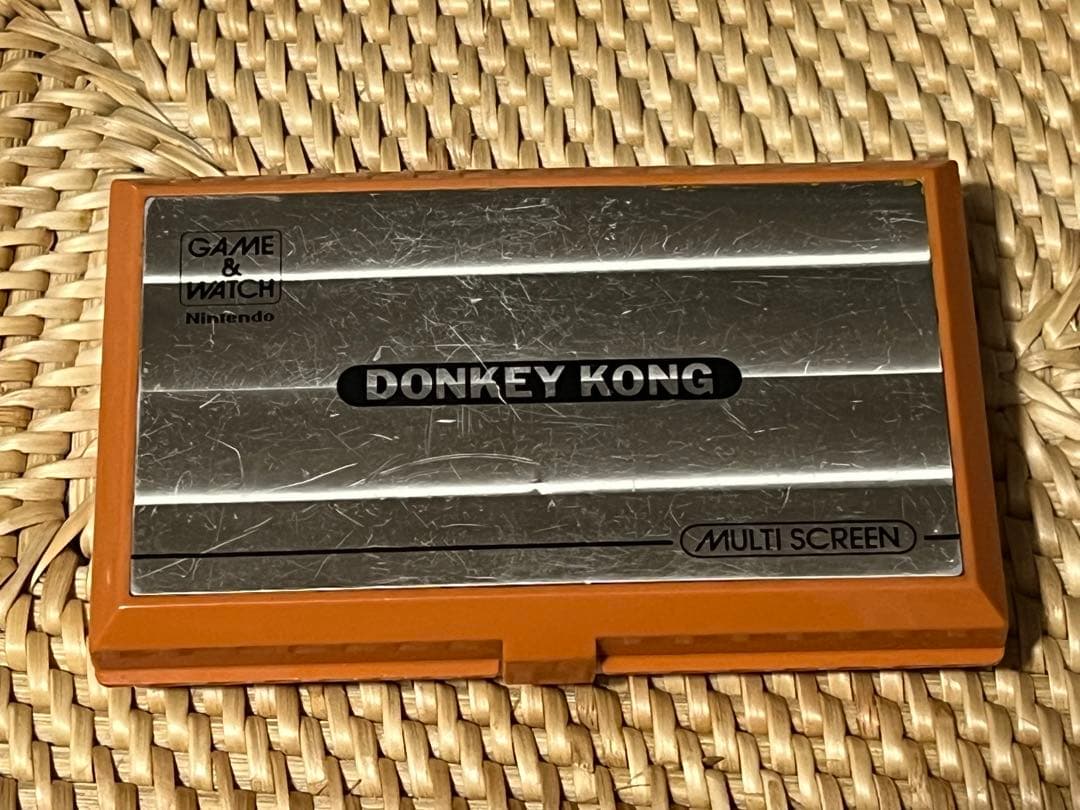 GAME
&
WATCH
Nintendo
DONKEY KONG
MULTI SCREEN